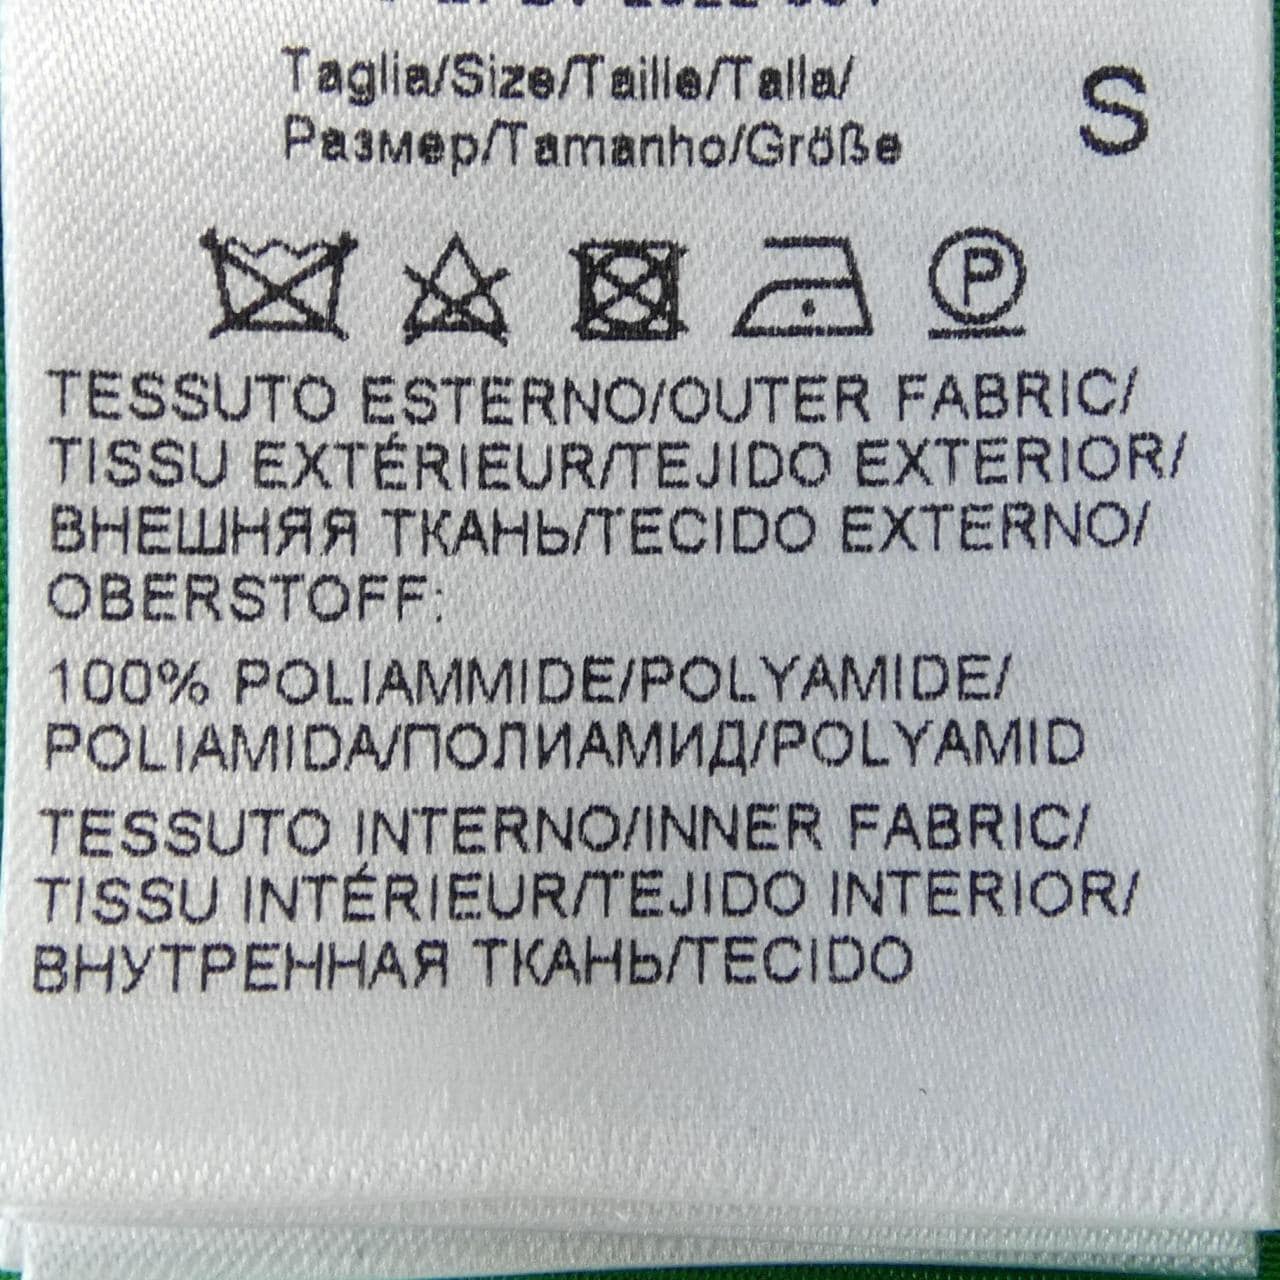 Taglia/Size/Taille/Talla/ S
Размер/Tamanho/Größe
P
TESSUTO ESTERNO/OUTER FABRIC/
TISSU EXTÉRIEUR/TEJIDO EXTERIOR/
ВНЕШНЯЯ ТКАНЬ/TECIDO EXTERNO/
OBERSTOFF:
100% POLIAMMIDE/POLYAMIDE/
POLIAMIDA/ПОЛИАМИД/POLYAMID
TESSUTO INTERNO/INNER FABRIC/
TISSU INTÉRIEUR/TEJIDO INTERIOR/
ВНУТРЕННАЯ ТКАНЬ/TECIDO